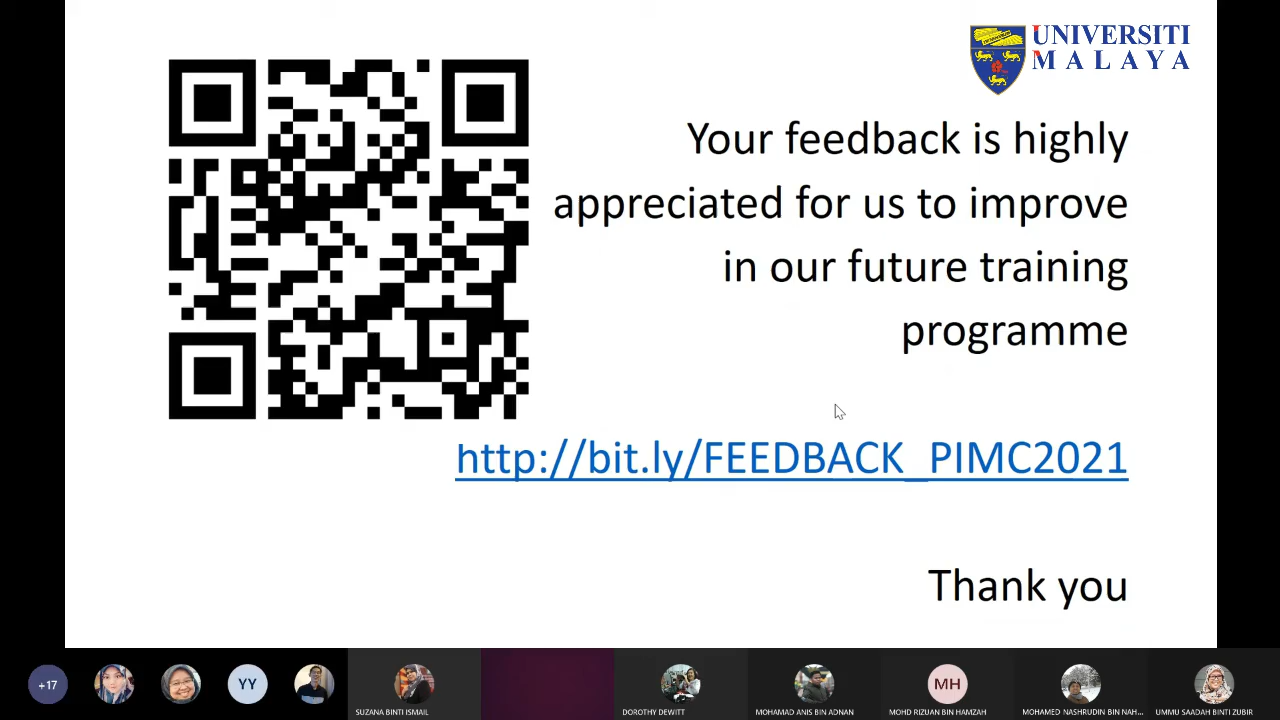 UNIVERSITI
MALAYA
Your feedback is highly
appreciated for us to improve
in our future training
programme
http://bit.ly/FEEDBACK_PIMC2021
Thank you
+17
YY
MH
SUZANA BINTI ISMAIL
DOROTHY DEWITT
MOHAMAD ANIS BIN ADNAN
MOHD RIZUAN BIN HAMZAH
MOHAMED NASHRUDIN BIN NAH...
UMMU SAADAH BINTI ZUBIR